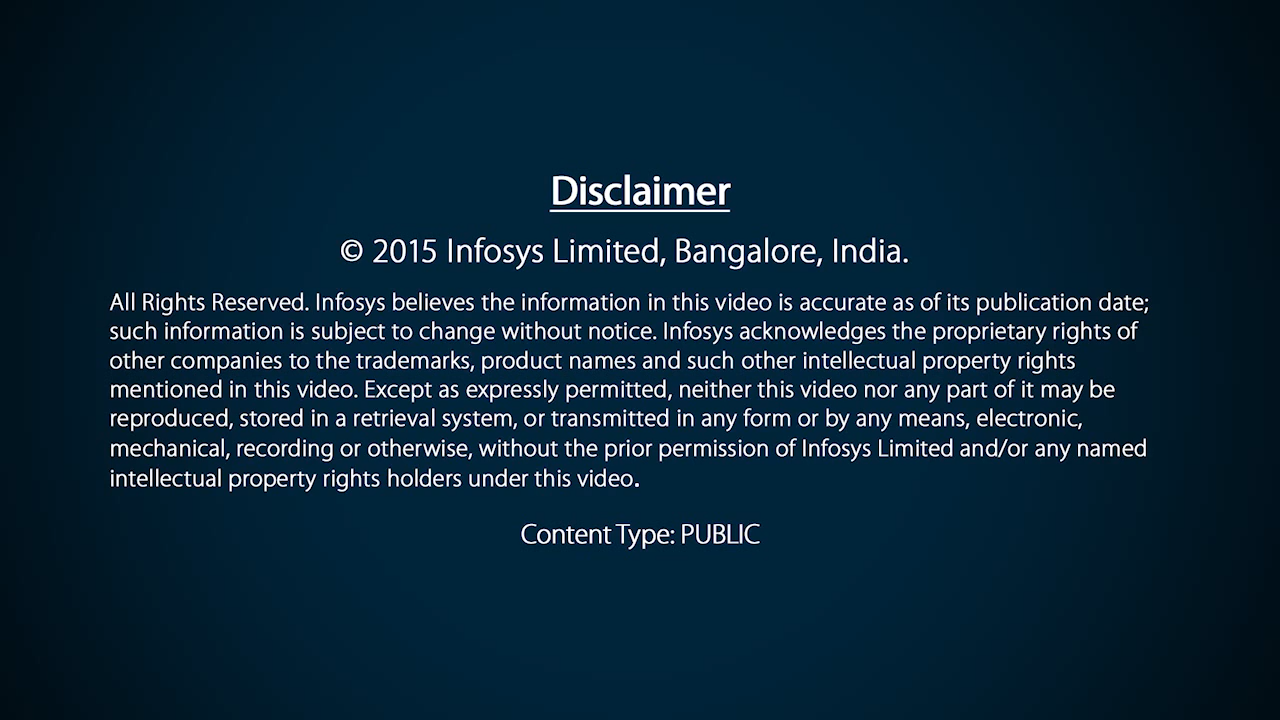 Disclaimer
© 2015 Infosys Limited, Bangalore, India.
All Rights Reserved. Infosys believes the information in this video is accurate as of its publication date;
such information is subject to change without notice. Infosys acknowledges the proprietary rights of
other companies to the trademarks, product names and such other intellectual property rights
mentioned in this video. Except as expressly permitted, neither this video nor any part of it may be
reproduced, stored in a retrieval system, or transmitted in any form or by any means, electronic,
mechanical, recording or otherwise, without the prior permission of Infosys Limited and/or any named
intellectual property rights holders under this video.
Content Type: PUBLIC